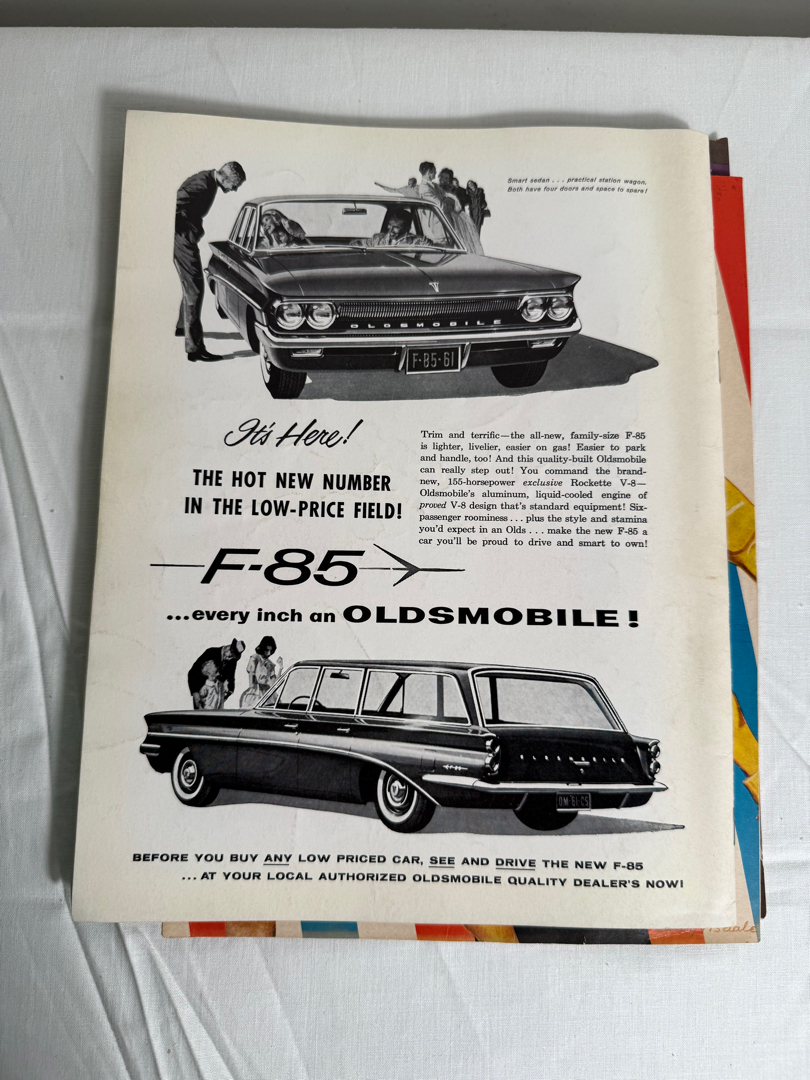 Smart sedan . . . practical station wagon.
Both have four doors and space to spare!
OLDSMOBILE
F-85-61
It's Here!
THE HOT NEW NUMBER
IN THE LOW-PRICE FIELD!
Trim and terrific—the all-new, family-size F-85
is lighter, livelier, easier on gas! Easier to park
and handle, too! And this quality-built Oldsmobile
can really step out! You command the brand-
new, 155-horsepower exclusive Rockette V-8—
Oldsmobile's aluminum, liquid-cooled engine of
proved V-8 design that's standard equipment! Six-
passenger roominess . . . plus the style and stamina
you'd expect in an Olds . . . make the new F-85 a
car you'll be proud to drive and smart to own!
F-85
...every inch an OLDSMOBILE!
OLDSMOBILE
F-85
BEFORE YOU BUY ANY LOW PRICED CAR, SEE AND DRIVE THE NEW F-85
...AT YOUR LOCAL AUTHORIZED OLDSMOBILE QUALITY DEALER'S NOW!